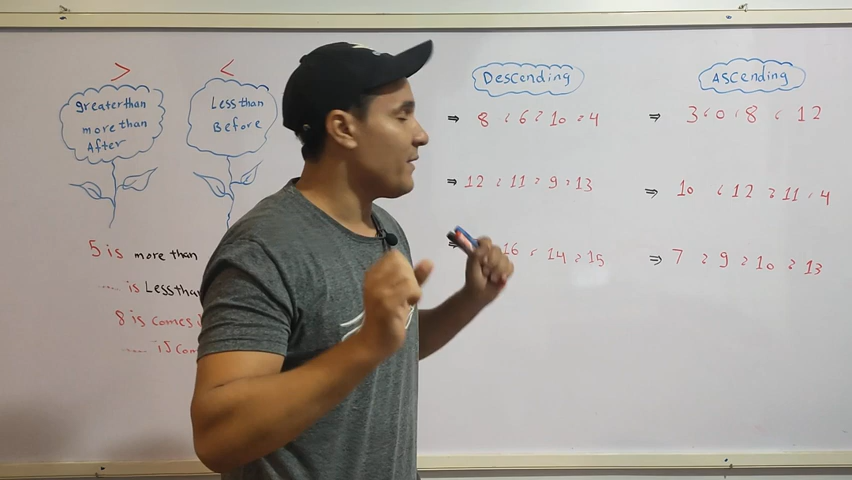 >
greater than
more than
After
<
Less than
Before
5 is more than
.... is Less tha
8 is comes
..... is com
Descending
⇒ 8 , 6 , 10 , 4
⇒ 12 , 11 , 9 , 13
16 , 14 , 15
Ascending
⇒ 3 , 0 , 8 , 12
⇒ 10 , 12 , 11 , 4
⇒ 7 , 9 , 10 , 13